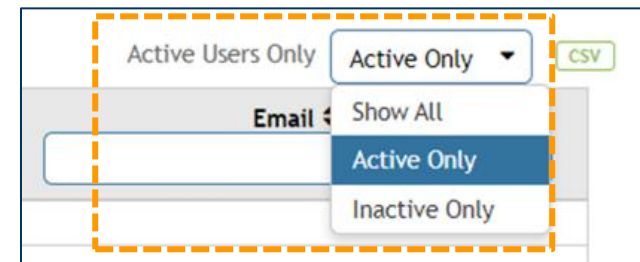 Active Users Only Active Only CSV
Email Show All
Active Only
Inactive Only